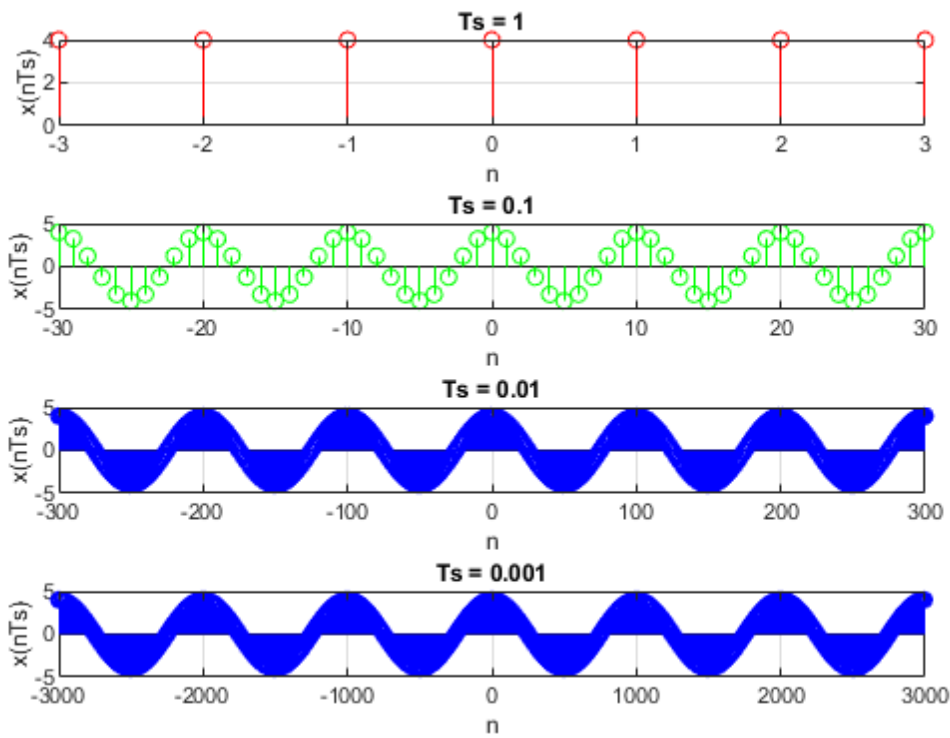 Ts = 1
4
2
0
x(nTs)
-3 -2 -1 0 1 2 3
n
Ts = 0.1
5
0
-5
x(nTs)
-30 -20 -10 0 10 20 30
n
Ts = 0.01
5
0
-5
x(nTs)
-300 -200 -100 0 100 200 300
n
Ts = 0.001
5
0
-5
x(nTs)
-3000 -2000 -1000 0 1000 2000 3000
n